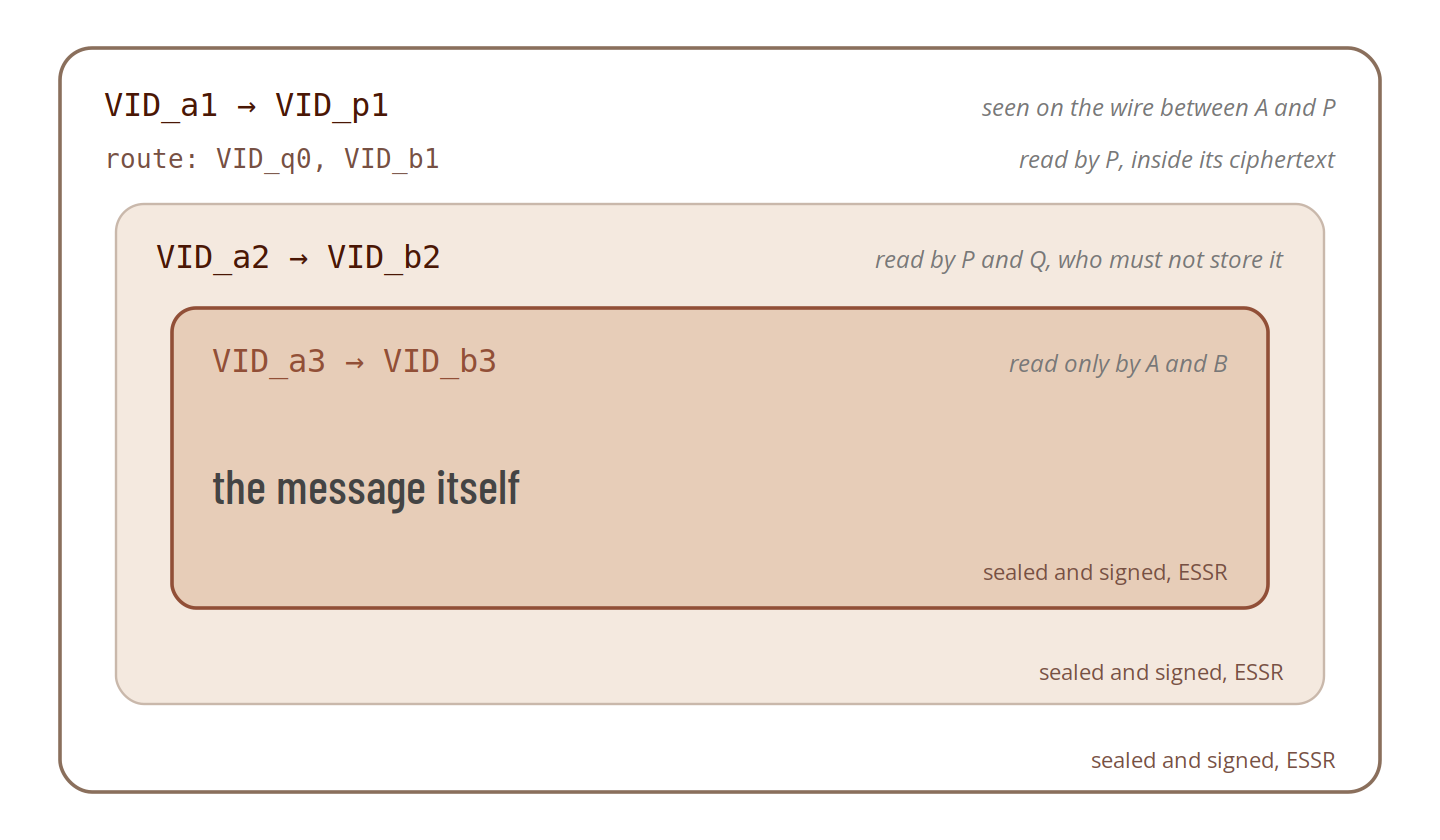 VID_a1 → VID_p1
seen on the wire between A and P
route: VID_q0, VID_b1
read by P, inside its ciphertext
VID_a2 → VID_b2
read by P and Q, who must not store it
VID_a3 → VID_b3
read only by A and B
the message itself
sealed and signed, ESSR
sealed and signed, ESSR
sealed and signed, ESSR